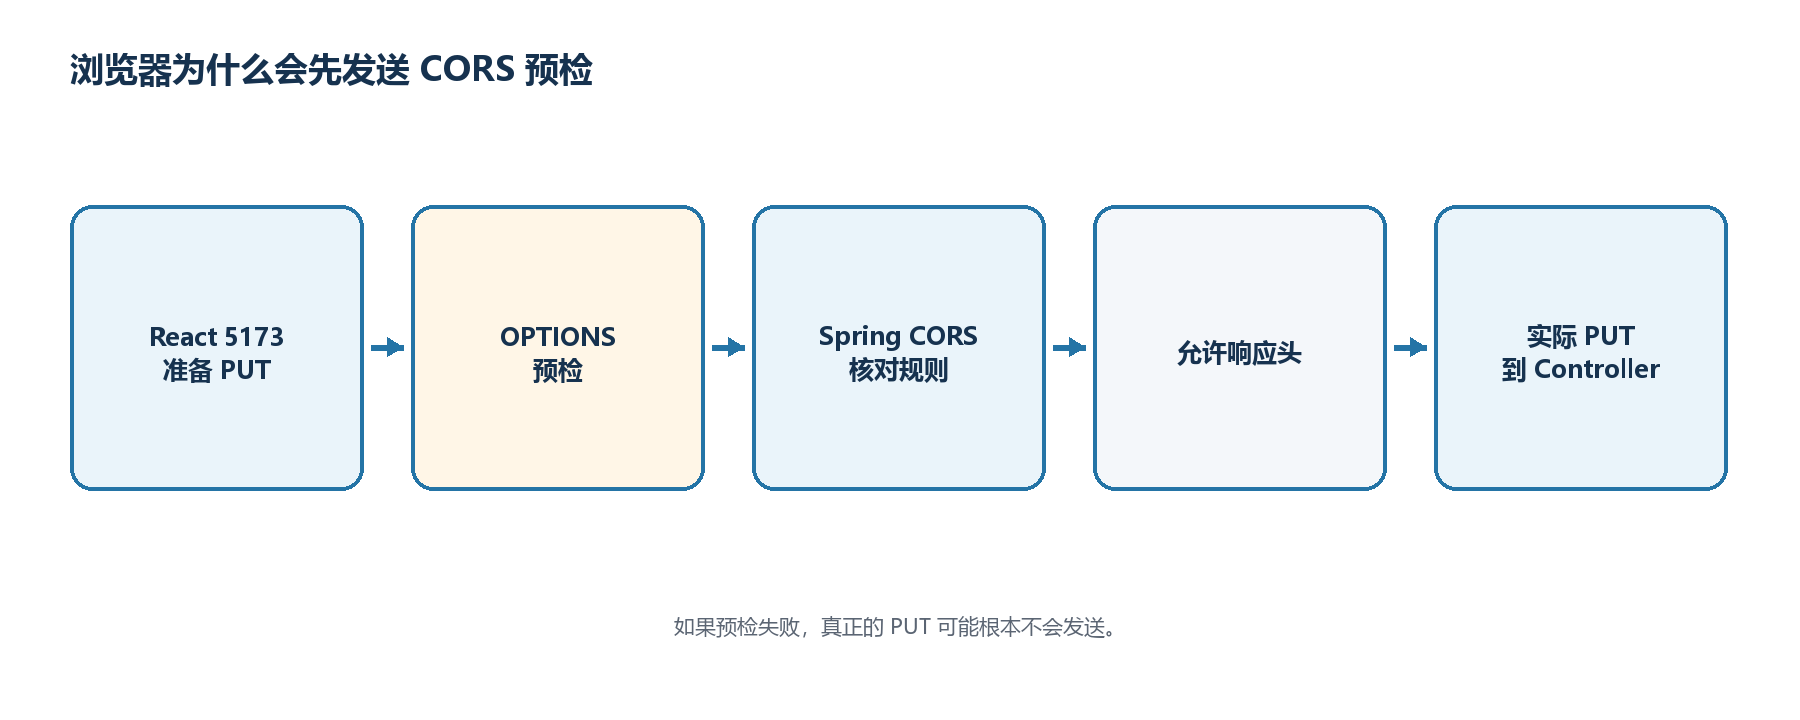 浏览器为什么会先发送 CORS 预检
React 5173
准备 PUT
OPTIONS
预检
Spring CORS
核对规则
允许响应头
实际 PUT
到 Controller
如果预检失败，真正的 PUT 可能根本不会发送。